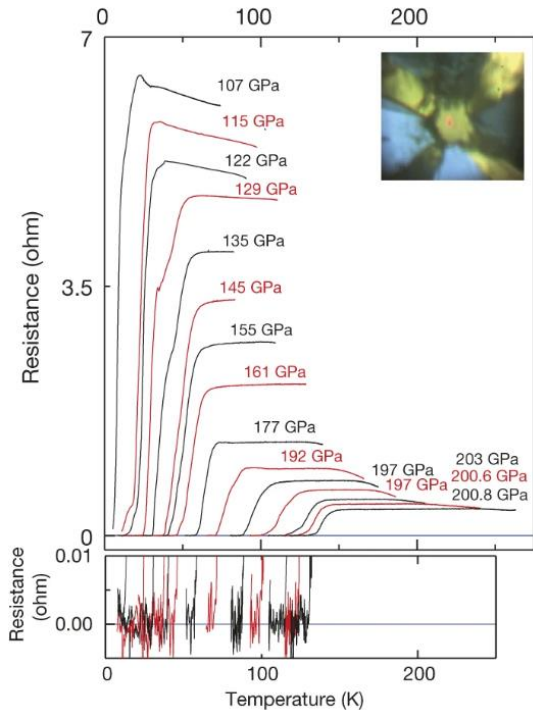 0 100 200
7
107 GPa
115 GPa
122 GPa
129 GPa
135 GPa
3.5
145 GPa
155 GPa
161 GPa
177 GPa
203 GPa
192 GPa
197 GPa
200.6 GPa
197 GPa
200.8 GPa
0
Resistance (ohm)
0.01
0.00
Resistance
(ohm)
0 100 200
Temperature (K)